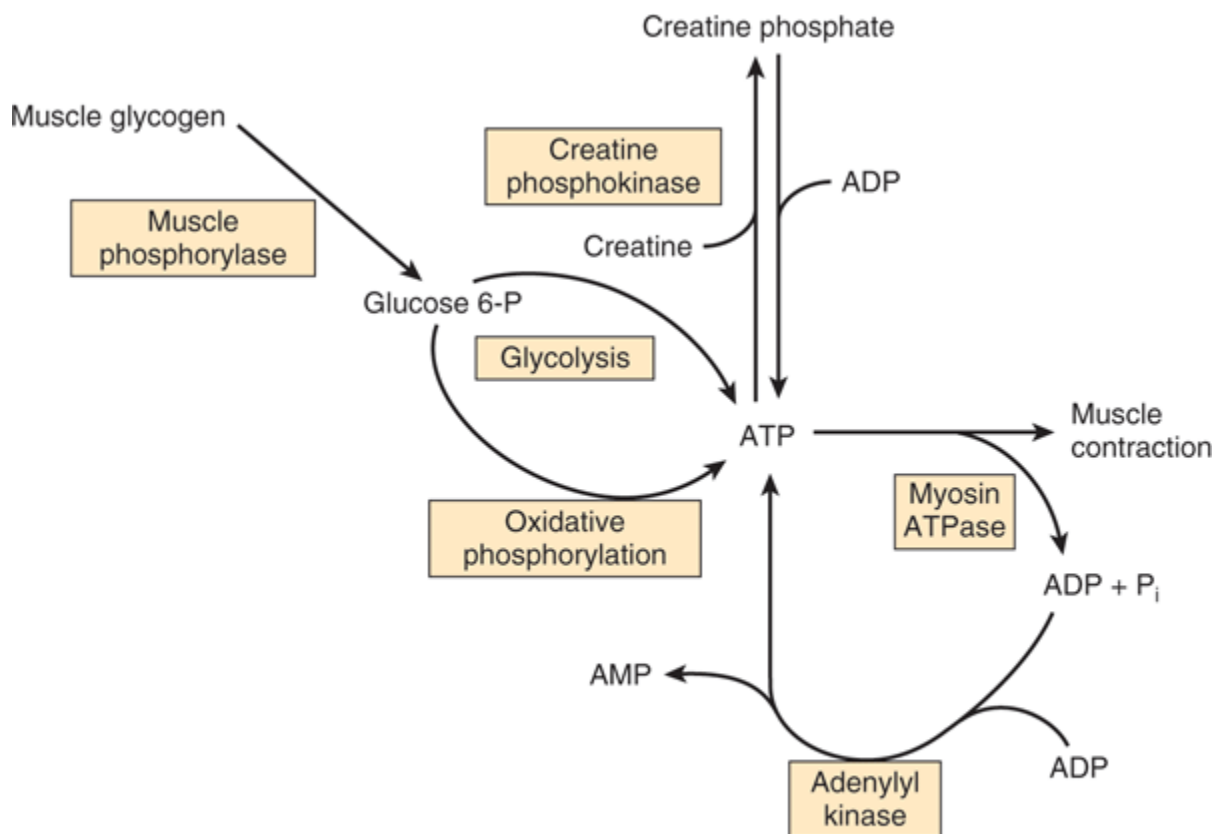 Creatine phosphate
Muscle glycogen
Creatine
phosphokinase
ADP
Muscle
phosphorylase
Creatine
Glucose 6-P
Glycolysis
ATP
Muscle
contraction
Myosin
ATPase
Oxidative
phosphorylation
ADP + Pi
AMP
ADP
Adenylyl
kinase